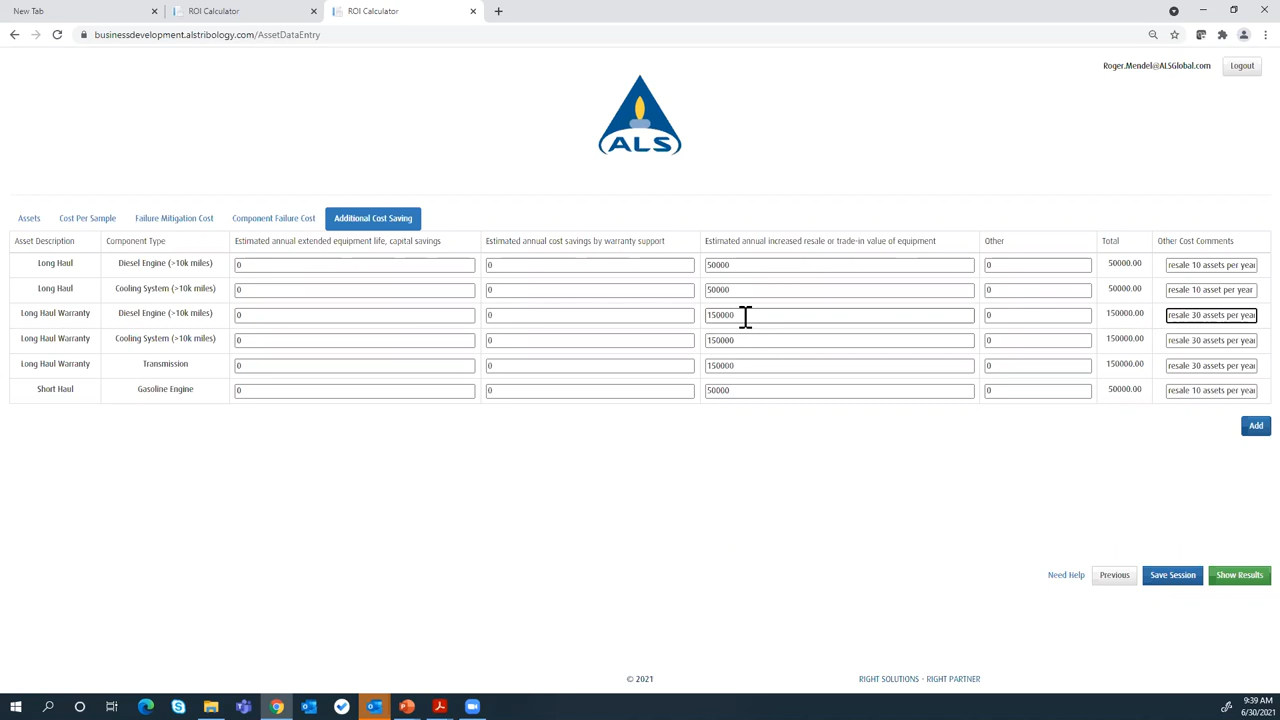 New Tab
ROI Calculator
ROI Calculator
businessdevelopment.alstribology.com/AssetDataEntry
Roger.Mendel@ALSGlobal.com Logout
ALS
Assets Cost Per Sample Failure Mitigation Cost Component Failure Cost Additional Cost Saving
Asset Description Component Type Estimated annual extended equipment life, capital savings Estimated annual cost savings by warranty support Estimated annual increased resale or trade-in value of equipment Other Total Other Cost Comments
Long Haul Diesel Engine (>10k miles) 0 0 50000 0 50000.00 resale 10 assets per year
Long Haul Cooling System (>10k miles) 0 0 50000 0 50000.00 resale 10 asset per year
Long Haul Warranty Diesel Engine (>10k miles) 0 0 150000 0 150000.00 resale 30 assets per year
Long Haul Warranty Cooling System (>10k miles) 0 0 150000 0 150000.00 resale 30 assets per year
Long Haul Warranty Transmission 0 0 150000 0 150000.00 resale 30 assets per year
Short Haul Gasoline Engine 0 0 50000 0 50000.00 resale 10 assets per year
Add
Need Help Previous Save Session Show Results
© 2021 RIGHT SOLUTIONS - RIGHT PARTNER
9:39 AM
6/30/2021